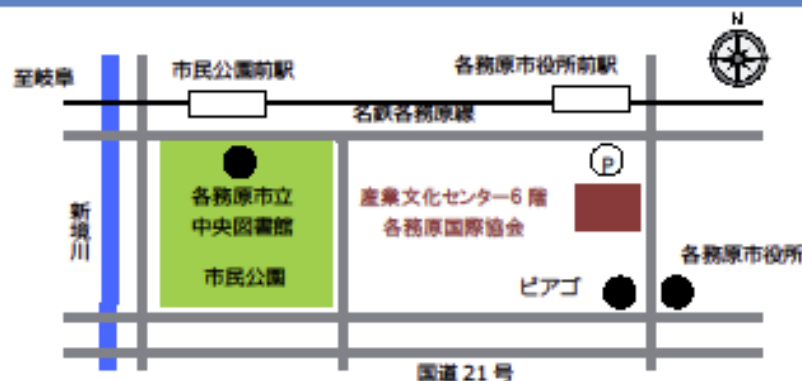 N
市民公園前駅
各務原市役所前駅
至岐阜
名鉄各務原線
P
各務原市立
中央図書館
産業文化センター6階
各務原国際協会
新境川
市民公園
各務原市役所
ピアゴ
国道21号